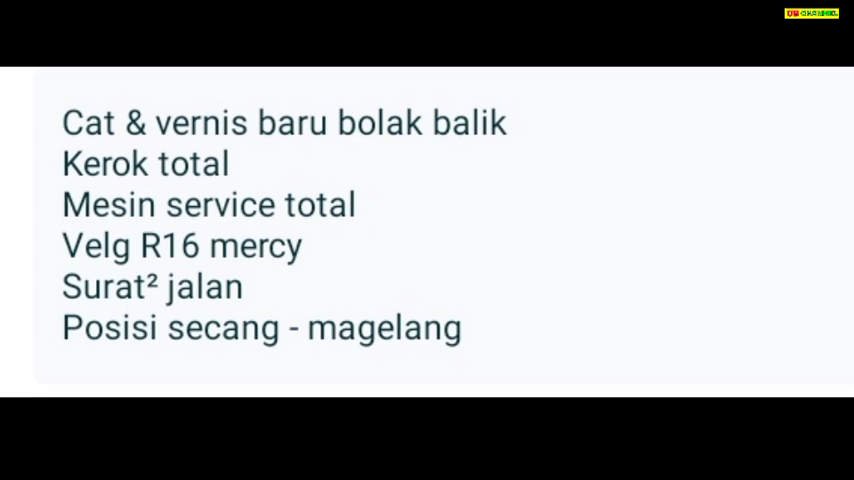 Cat & vernis baru bolak balik
Kerok total
Mesin service total
Velg R16 mercy
Surat² jalan
Posisi secang - magelang